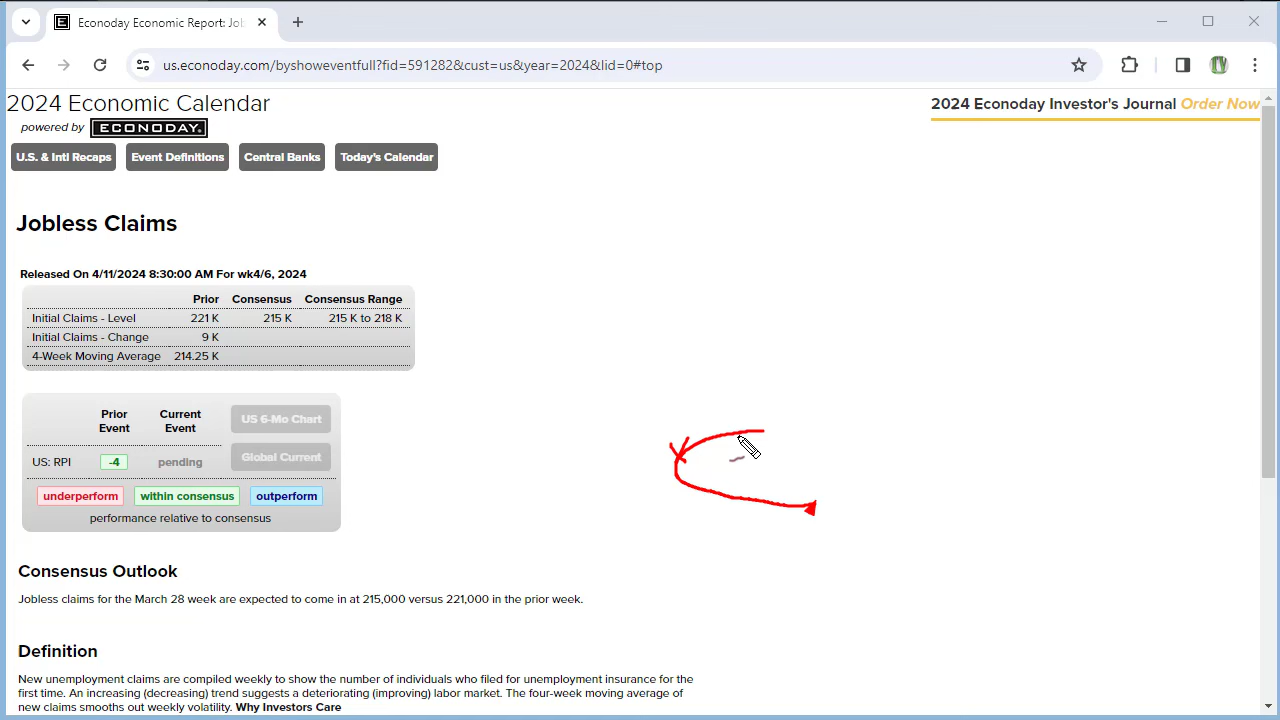 Econoday Economic Report: Job
us.econoday.com/byshoweventfull?fid=591282&cust=us&year=2024&lid=0#top
2024 Economic Calendar
2024 Econoday Investor's Journal Order Now
powered by ECONODAY.
U.S. & Intl Recaps Event Definitions Central Banks Today's Calendar
Jobless Claims
Released On 4/11/2024 8:30:00 AM For wk4/6, 2024
Prior Consensus Consensus Range
Initial Claims - Level 221 K 215 K 215 K to 218 K
Initial Claims - Change 9 K
4-Week Moving Average 214.25 K
Prior Event Current Event US 6-Mo Chart
Global Current
US: RPI -4 pending
underperform within consensus outperform
performance relative to consensus
Consensus Outlook
Jobless claims for the March 28 week are expected to come in at 215,000 versus 221,000 in the prior week.
Definition
New unemployment claims are compiled weekly to show the number of individuals who filed for unemployment insurance for the
first time. An increasing (decreasing) trend suggests a deteriorating (improving) labor market. The four-week moving average of
new claims smooths out weekly volatility. Why Investors Care